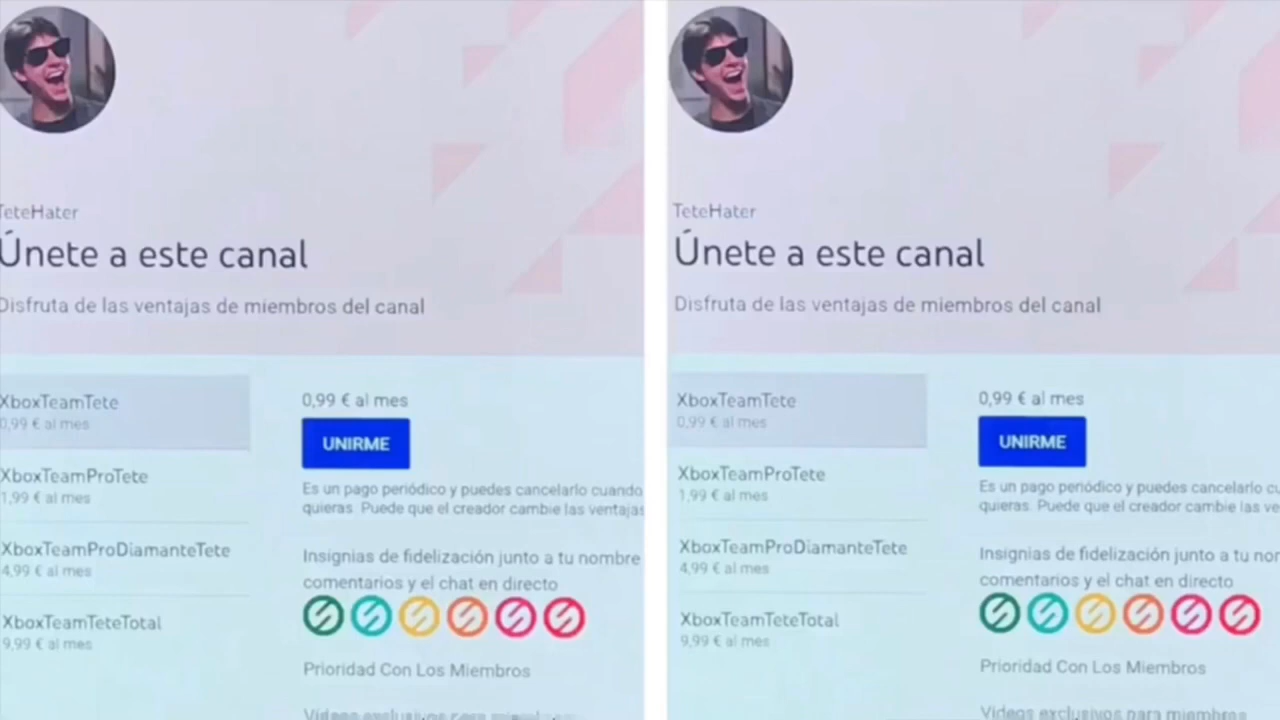 TeteHater
Únete a este canal
Disfruta de las ventajas de miembros del canal
XboxTeamTete
0,99 € al mes
XboxTeamProTete
1,99 € al mes
XboxTeamProDiamanteTete
4,99 € al mes
XboxTeamTeteTotal
9,99 € al mes
0,99 € al mes
UNIRME
Es un pago periódico y puedes cancelarlo cuando
quieras. Puede que el creador cambie las ventajas
Insignias de fidelización junto a tu nombre
comentarios y el chat en directo
Prioridad Con Los Miembros
Vídeos exclusivos para
TeteHater
Únete a este canal
Disfruta de las ventajas de miembros del canal
XboxTeamTete
0,99 € al mes
XboxTeamProTete
1,99 € al mes
XboxTeamProDiamanteTete
4,99 € al mes
XboxTeamTeteTotal
9,99 € al mes
0,99 € al mes
UNIRME
Es un pago periódico y puedes cancelarlo
quieras. Puede que el creador cambie las
Insignias de fidelización junto a tu
comentarios y el chat en directo
Prioridad Con Los Miembros
Vídeos exclusivos para miembros